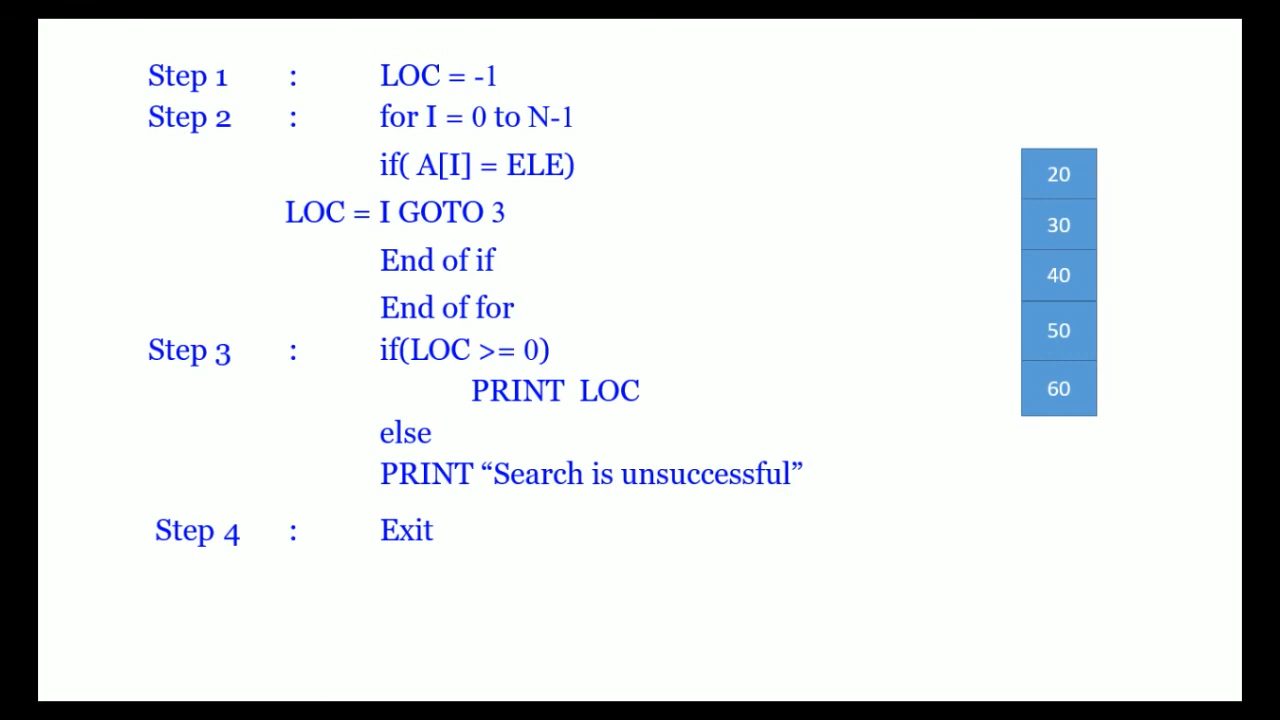 Step 1 : LOC = -1
Step 2 : for I = 0 to N-1
if( A[I] = ELE)
LOC = I GOTO 3
End of if
End of for
Step 3 : if(LOC >= 0)
PRINT LOC
else
PRINT “Search is unsuccessful”
Step 4 : Exit
20
30
40
50
60